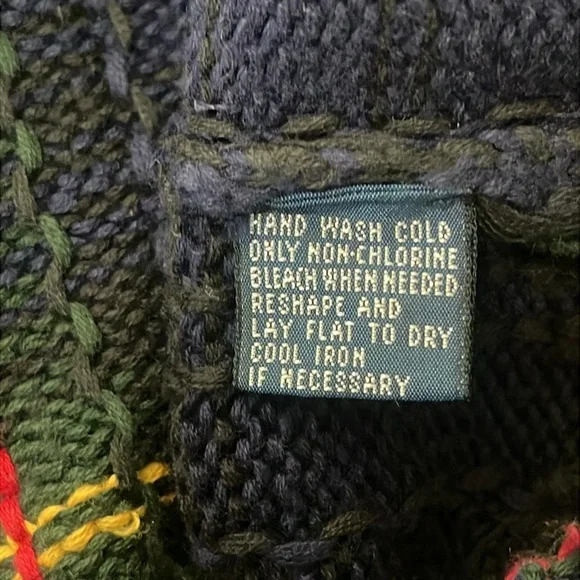 HAND WASH COLD
ONLY NON-CHLORINE
BLEACH WHEN NEEDED
RESHAPE AND
LAY FLAT TO DRY
COOL IRON
IF NECESSARY